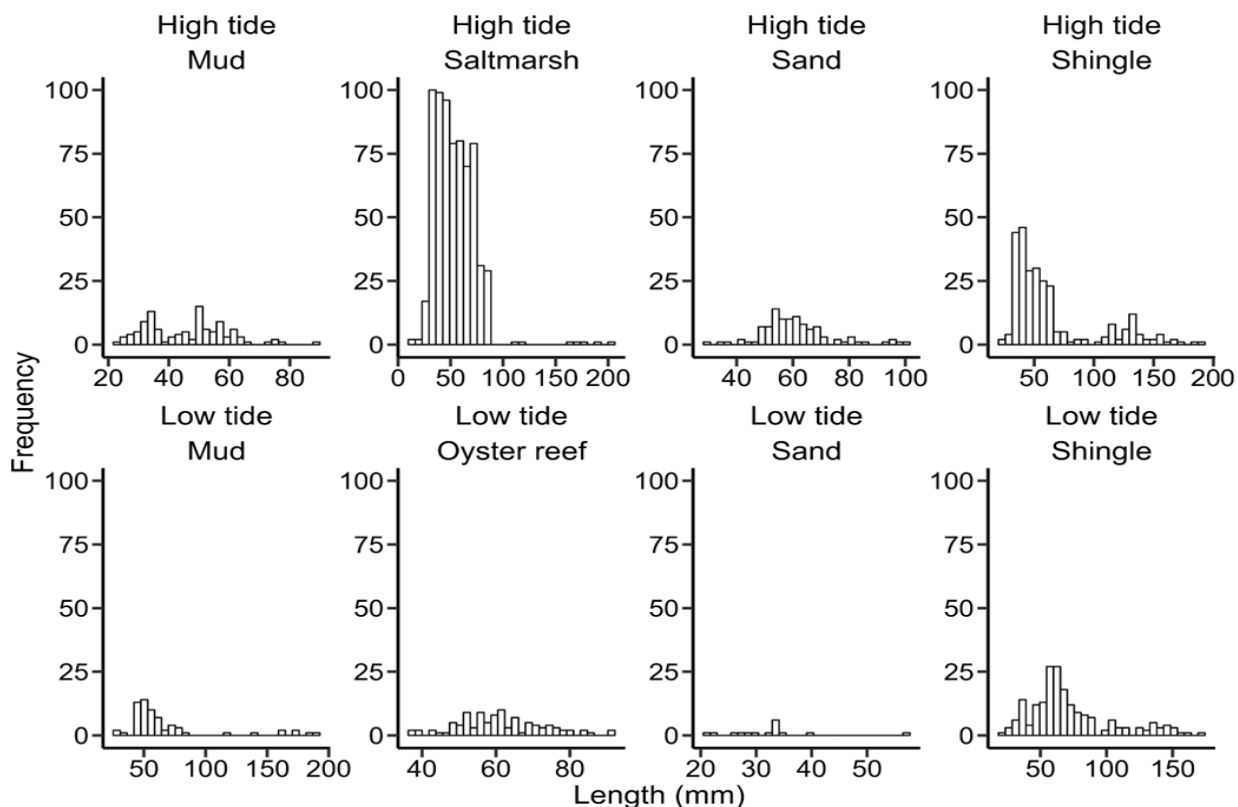 High tide High tide High tide High tide
Mud Saltmarsh Sand Shingle
100 100 100 100
75 75 75 75
50 50 50 50
25 25 25 25
0 0 0 0
20 40 60 80 0 50 100 150 200 40 60 80 100 50 100 150 200
Frequency
Low tide Low tide Low tide Low tide
Mud Oyster reef Sand Shingle
100 100 100 100
75 75 75 75
50 50 50 50
25 25 25 25
0 0 0 0
50 100 150 200 40 60 80 20 30 40 50 50 100 150
Length (mm)